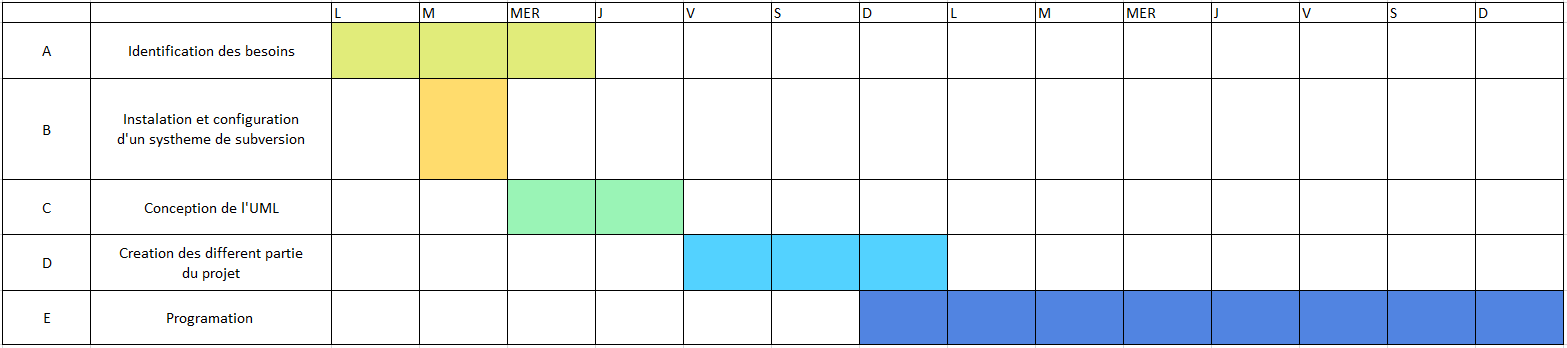 L M MER J V S D L M MER J V S D
A Identification des besoins
B Instalation et configuration
d'un systheme de subversion
C Conception de l'UML
D Creation des different partie
du projet
E Programation